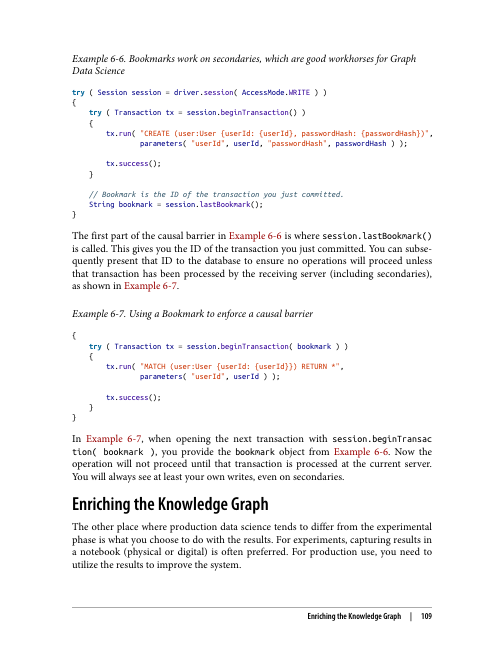 Example 6-6. Bookmarks work on secondaries, which are good workhorses for Graph
Data Science
try ( Session session = driver.session( AccessMode.WRITE ) )
{
    try ( Transaction tx = session.beginTransaction() )
    {
        tx.run( "CREATE (user:User {userId: {userId}, passwordHash: {passwordHash}})",
                parameters( "userId", userId, "passwordHash", passwordHash ) );
        tx.success();
    }
    // Bookmark is the ID of the transaction you just committed.
    String bookmark = session.lastBookmark();
}
The first part of the causal barrier in Example 6-6 is where session.lastBookmark()
is called. This gives you the ID of the transaction you just committed. You can subse-
quently present that ID to the database to ensure no operations will proceed unless
that transaction has been processed by the receiving server (including secondaries),
as shown in Example 6-7.
Example 6-7. Using a Bookmark to enforce a causal barrier
{
    try ( Transaction tx = session.beginTransaction( bookmark ) )
    {
        tx.run( "MATCH (user:User {userId: {userId}}) RETURN *",
                parameters( "userId", userId ) );
        tx.success();
    }
}
In Example 6-7, when opening the next transaction with session.beginTransac
tion( bookmark ), you provide the bookmark object from Example 6-6. Now the
operation will not proceed until that transaction is processed at the current server.
You will always see at least your own writes, even on secondaries.
Enriching the Knowledge Graph
The other place where production data science tends to differ from the experimental
phase is what you choose to do with the results. For experiments, capturing results in
a notebook (physical or digital) is often preferred. For production use, you need to
utilize the results to improve the system.
Enriching the Knowledge Graph | 109